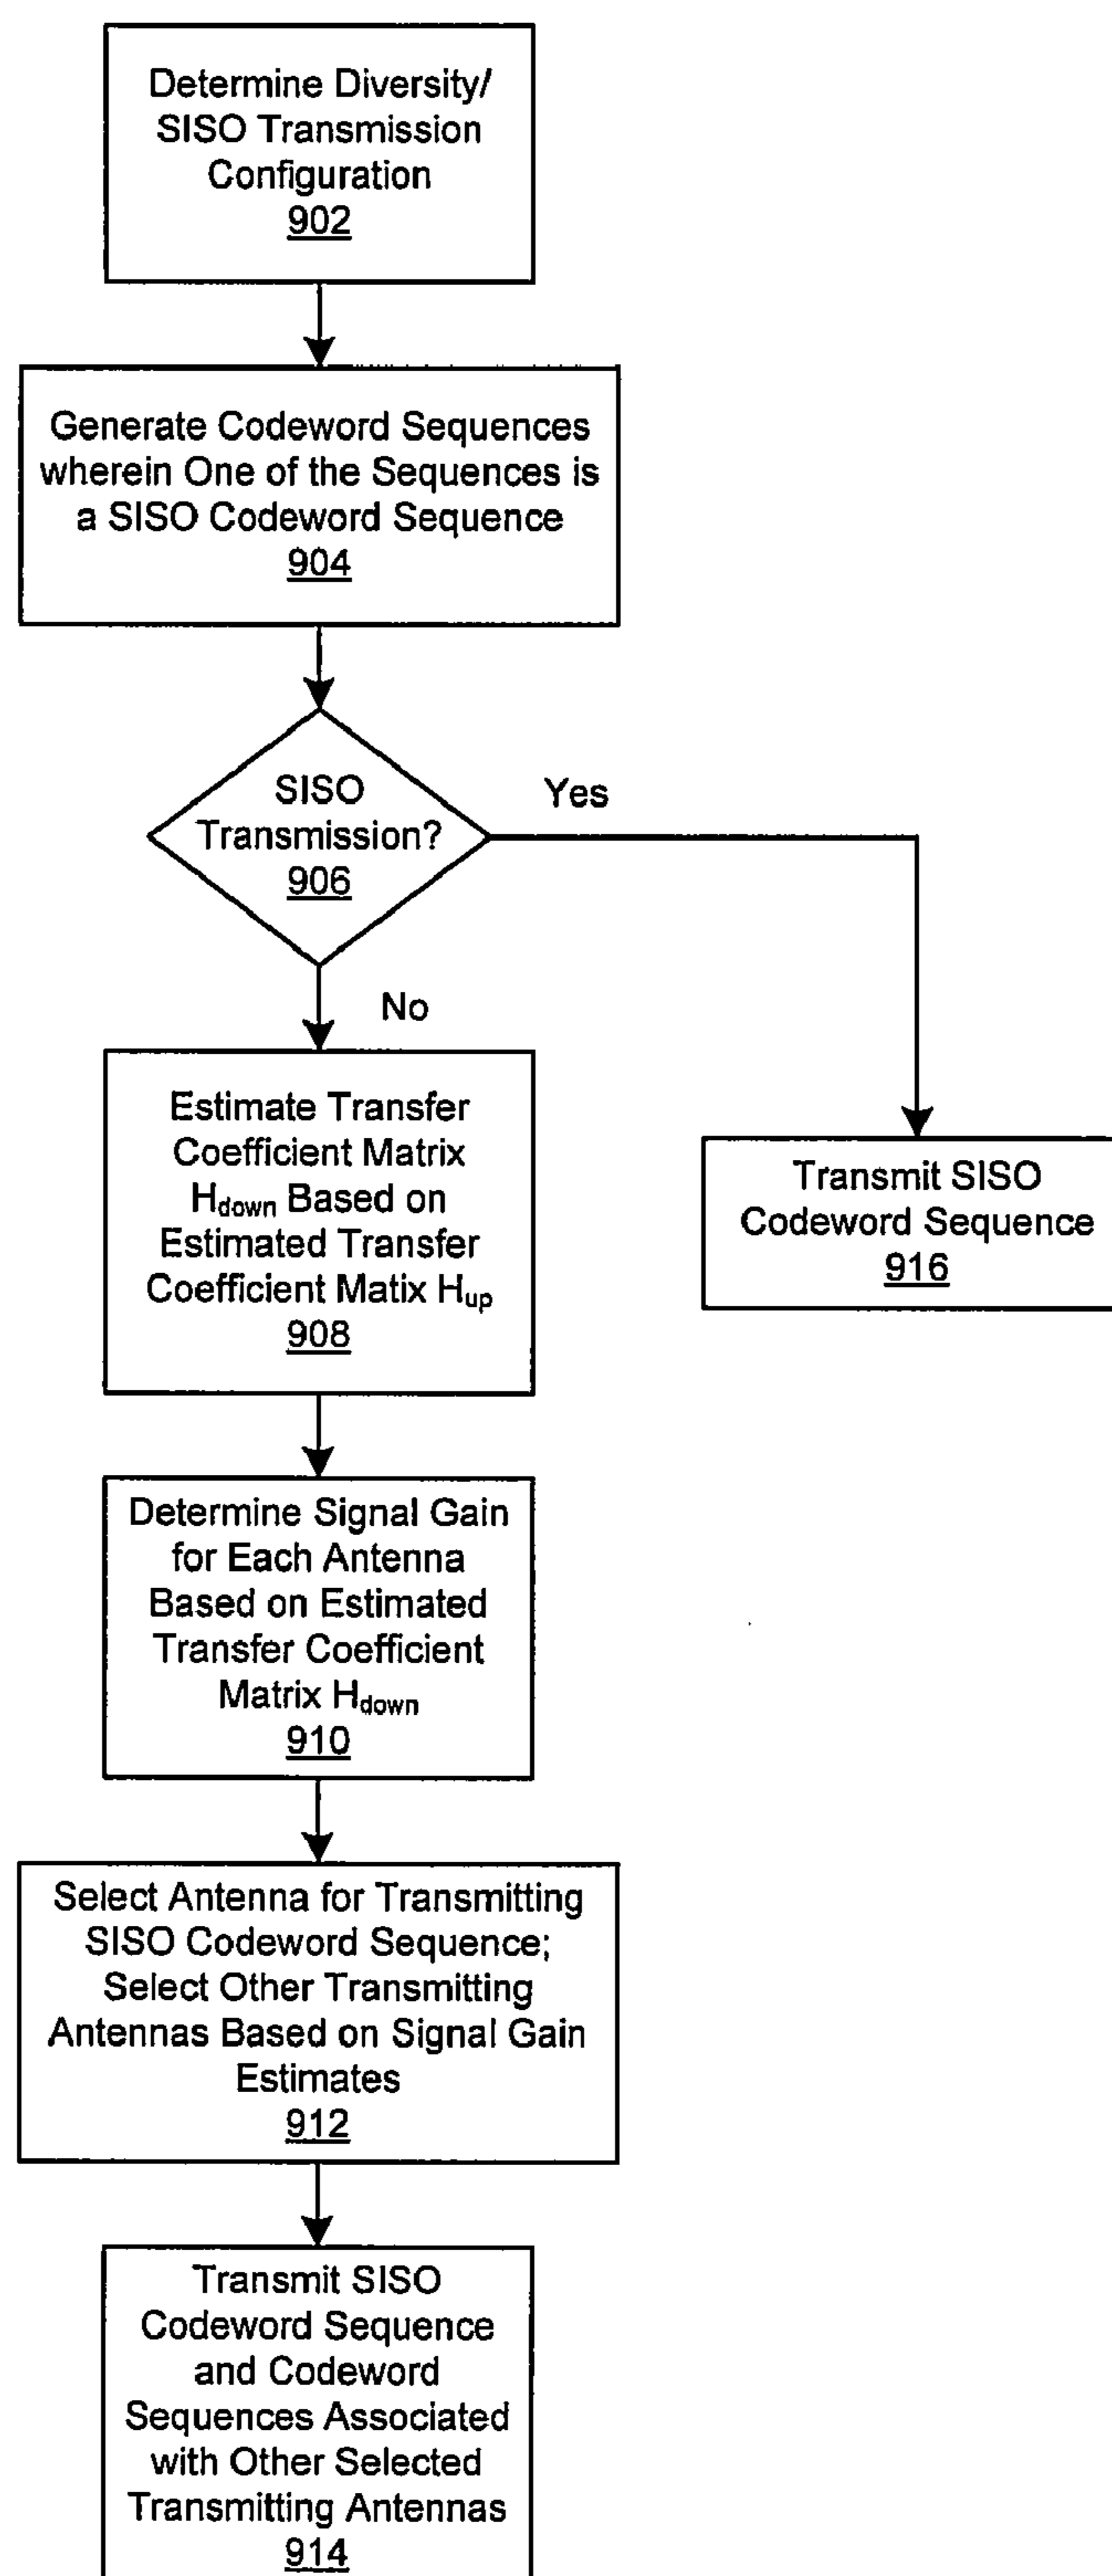 Determine Diversity/
SISO Transmission
Configuration
902
Generate Codeword Sequences
wherein One of the Sequences is
a SISO Codeword Sequence
904
SISO
Transmission?
906
Yes
No
Estimate Transfer
Coefficient Matrix
Hdown Based on
Estimated Transfer
Coefficient Matix Hup
908
Transmit SISO
Codeword Sequence
916
Determine Signal Gain
for Each Antenna
Based on Estimated
Transfer Coefficient
Matrix Hdown
910
Select Antenna for Transmitting
SISO Codeword Sequence;
Select Other Transmitting
Antennas Based on Signal Gain
Estimates
912
Transmit SISO
Codeword Sequence
and Codeword
Sequences Associated
with Other Selected
Transmitting Antennas
914